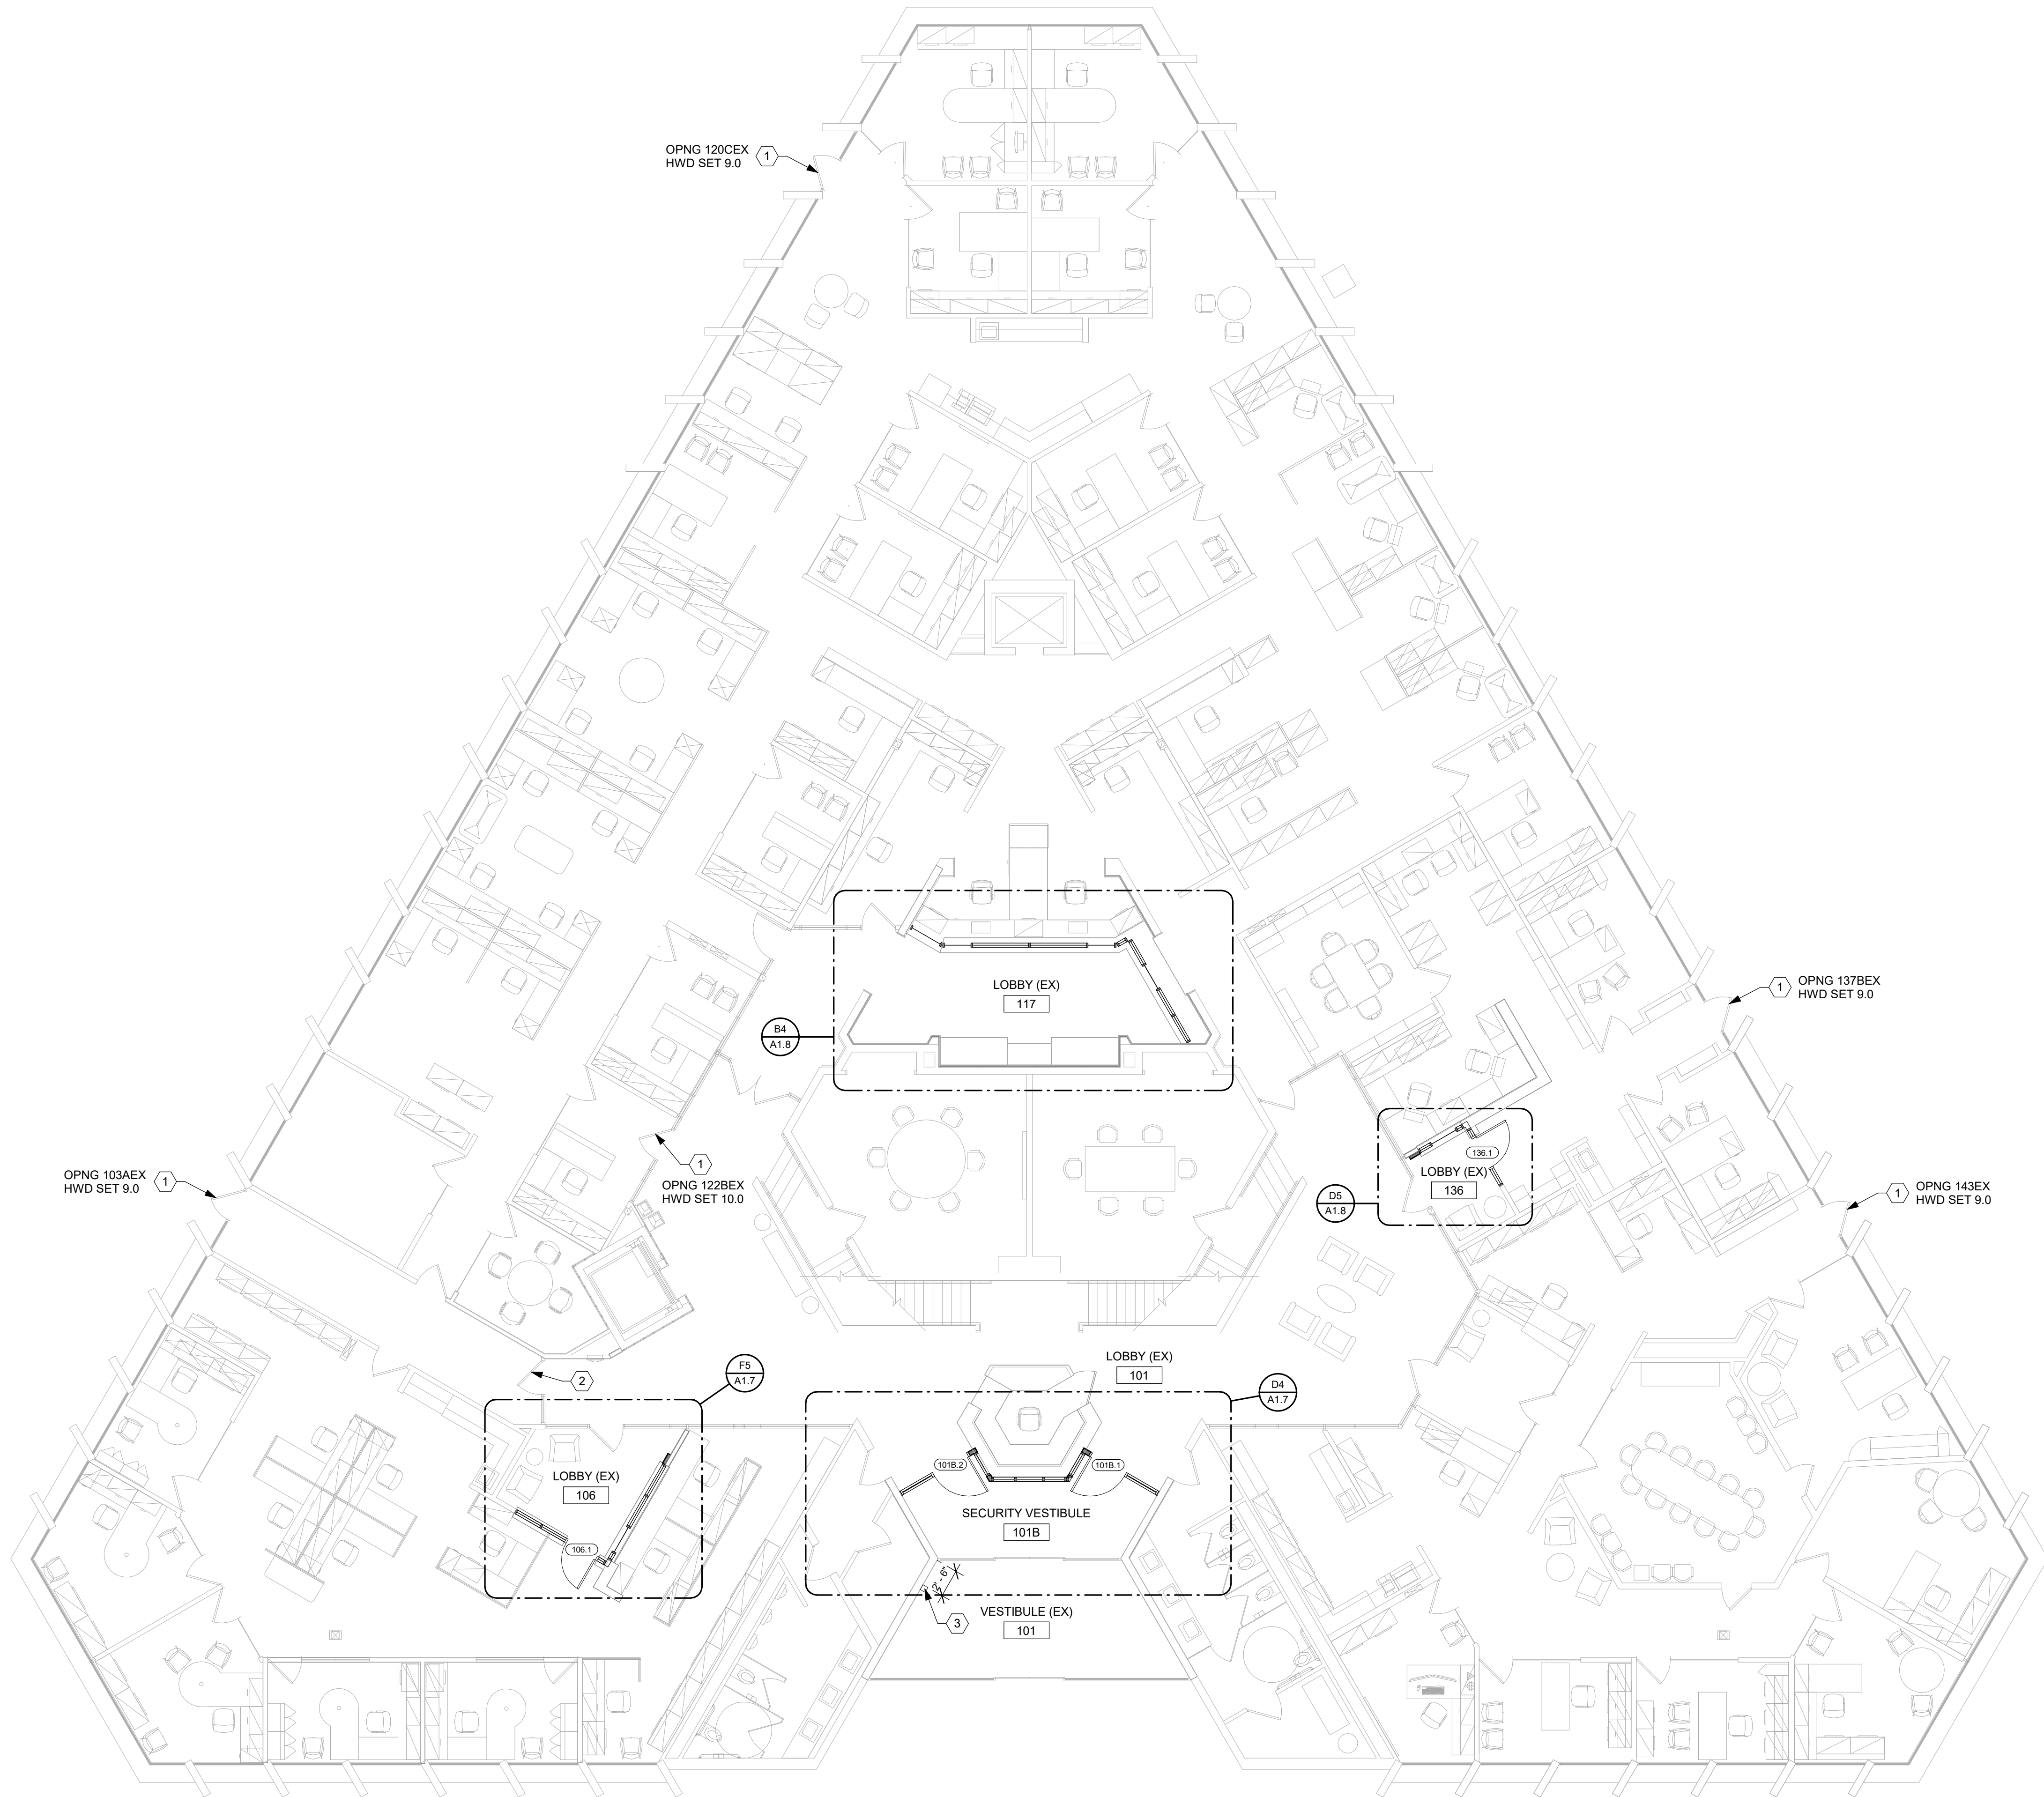 OPNG 120CEX
HWD SET 9.0
1
LOBBY (EX)
117
B4
A1.8
1
OPNG 137BEX
HWD SET 9.0
136.1
LOBBY (EX)
136
D5
A1.8
1
OPNG 122BEX
HWD SET 10.0
OPNG 103AEX
HWD SET 9.0
1
1
OPNG 143EX
HWD SET 9.0
F5
A1.7
2
LOBBY (EX)
101
D4
A1.7
LOBBY (EX)
106
106.1
101B.2
101B.1
SECURITY VESTIBULE
101B
2' - 6"
3
VESTIBULE (EX)
101